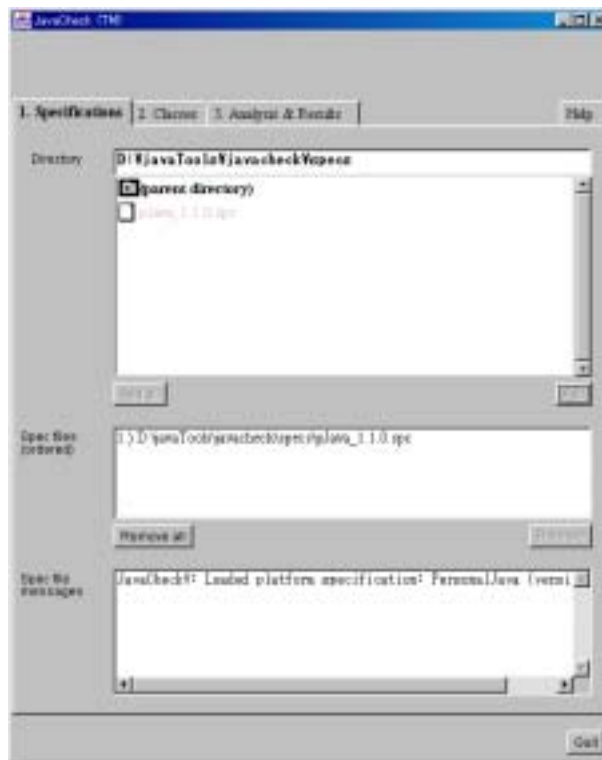 JavaCheck (TM)
1. Specifications
2. Classes
3. Analysis & Results
Help
Directory
D:¥javaTools¥javacheck¥specs
(parent directory)
pJava_1.1.0.spc
Spec files (ordered)
1.) D:¥javaTools¥javacheck¥specs¥pJava_1.1.0.spc
Remove all
Remove
Spec file messages
JavaCheckV: Loaded platform specification: PersonalJava (versi
Quit